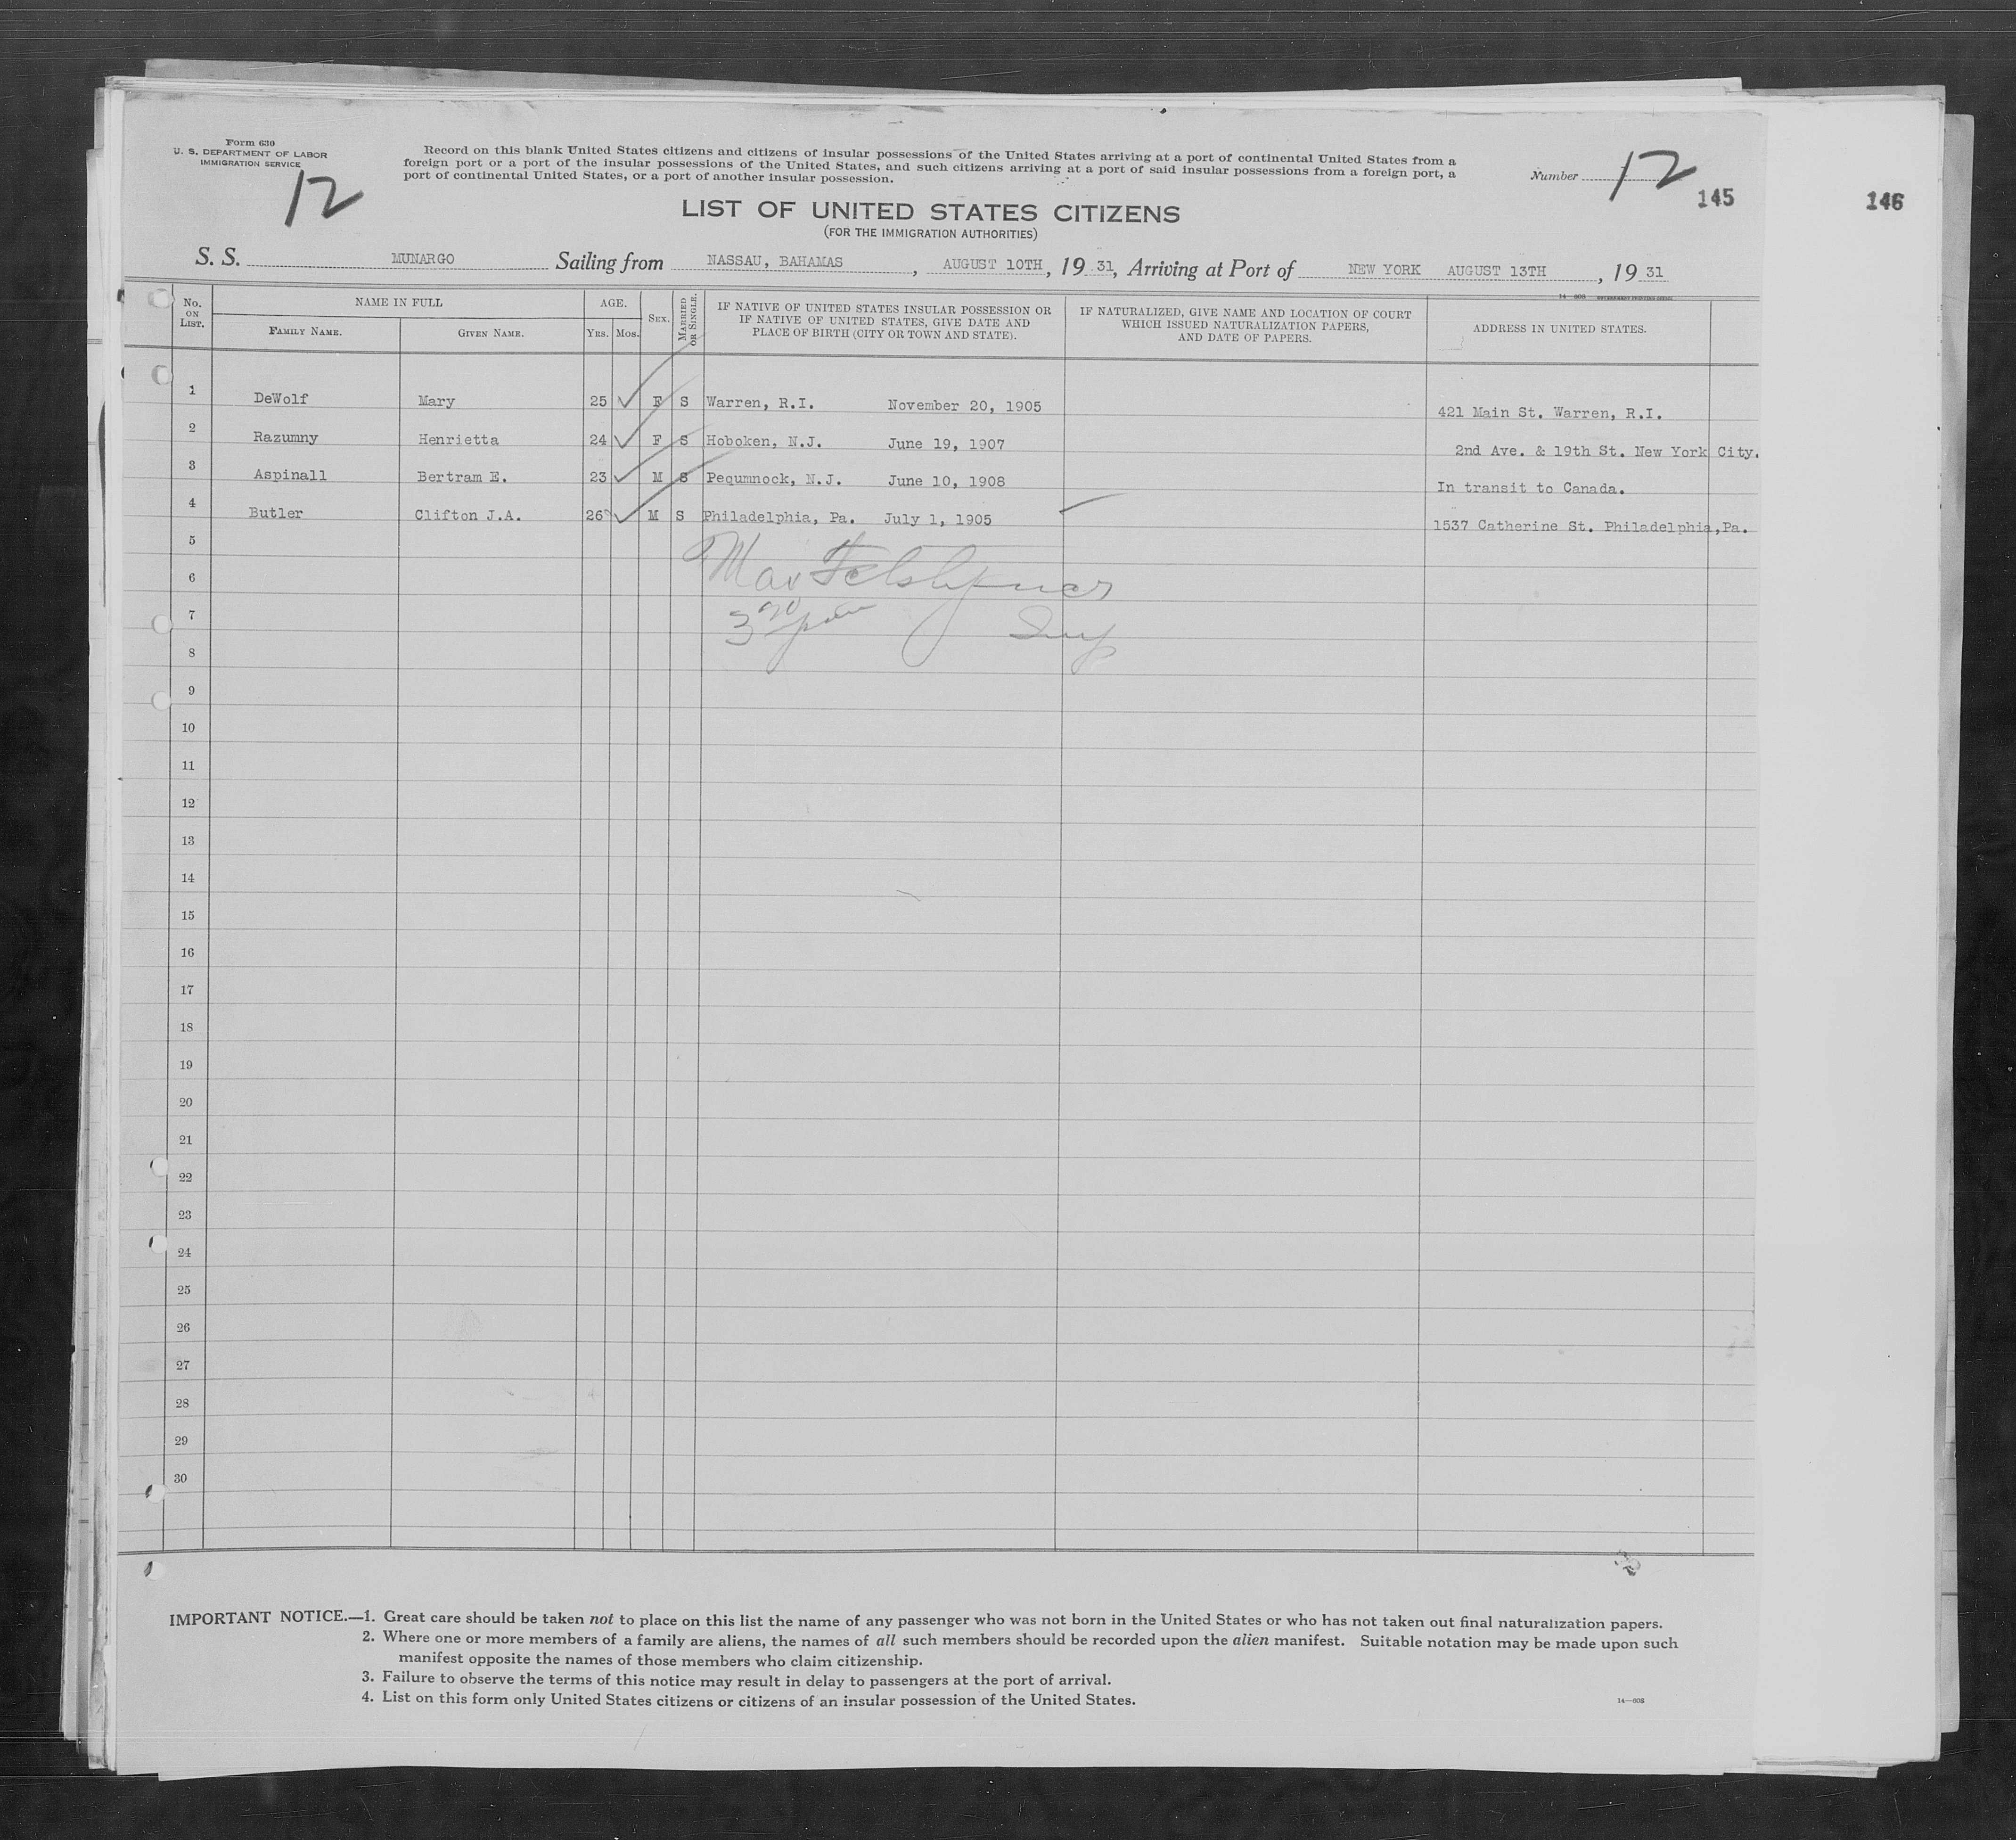 Form 630
U. S. DEPARTMENT OF LABOR
IMMIGRATION SERVICE
12
Record on this blank United States citizens and citizens of insular possessions of the United States arriving at a port of continental United States from a
foreign port or a port of the insular possessions of the United States, and such citizens arriving at a port of said insular possessions from a foreign port, a
port of continental United States, or a port of another insular possession.
Number 12
145
146
LIST OF UNITED STATES CITIZENS
(FOR THE IMMIGRATION AUTHORITIES)
S. S. MUNARGO Sailing from NASSAU, BAHAMAS, AUGUST 10TH, 19 31, Arriving at Port of NEW YORK AUGUST 13TH, 19 31
No. ON LIST. NAME IN FULL FAMILY NAME. GIVEN NAME. AGE. YRS. MOS. SEX. MARRIED OR SINGLE. IF NATIVE OF UNITED STATES INSULAR POSSESSION OR IF NATIVE OF UNITED STATES, GIVE DATE AND PLACE OF BIRTH (CITY OR TOWN AND STATE). IF NATURALIZED, GIVE NAME AND LOCATION OF COURT WHICH ISSUED NATURALIZATION PAPERS, AND DATE OF PAPERS. ADDRESS IN UNITED STATES.
1 DeWolf Mary 25 F S Warren, R.I. November 20, 1905 421 Main St. Warren, R.I.
2 Razumny Henrietta 24 F S Hoboken, N.J. June 19, 1907 2nd Ave. & 19th St. New York City.
3 Aspinall Bertram E. 23 M S Pequmnock, N.J. June 10, 1908 In transit to Canada.
4 Butler Clifton J.A. 26 M S Philadelphia, Pa. July 1, 1905 1537 Catherine St. Philadelphia, Pa.
5
6
7
8
9
10
11
12
13
14
15
16
17
18
19
20
21
22
23
24
25
26
27
28
29
30
IMPORTANT NOTICE.—1. Great care should be taken not to place on this list the name of any passenger who was not born in the United States or who has not taken out final naturalization papers.
2. Where one or more members of a family are aliens, the names of all such members should be recorded upon the alien manifest. Suitable notation may be made upon such
manifest opposite the names of those members who claim citizenship.
3. Failure to observe the terms of this notice may result in delay to passengers at the port of arrival.
4. List on this form only United States citizens or citizens of an insular possession of the United States.
14—608